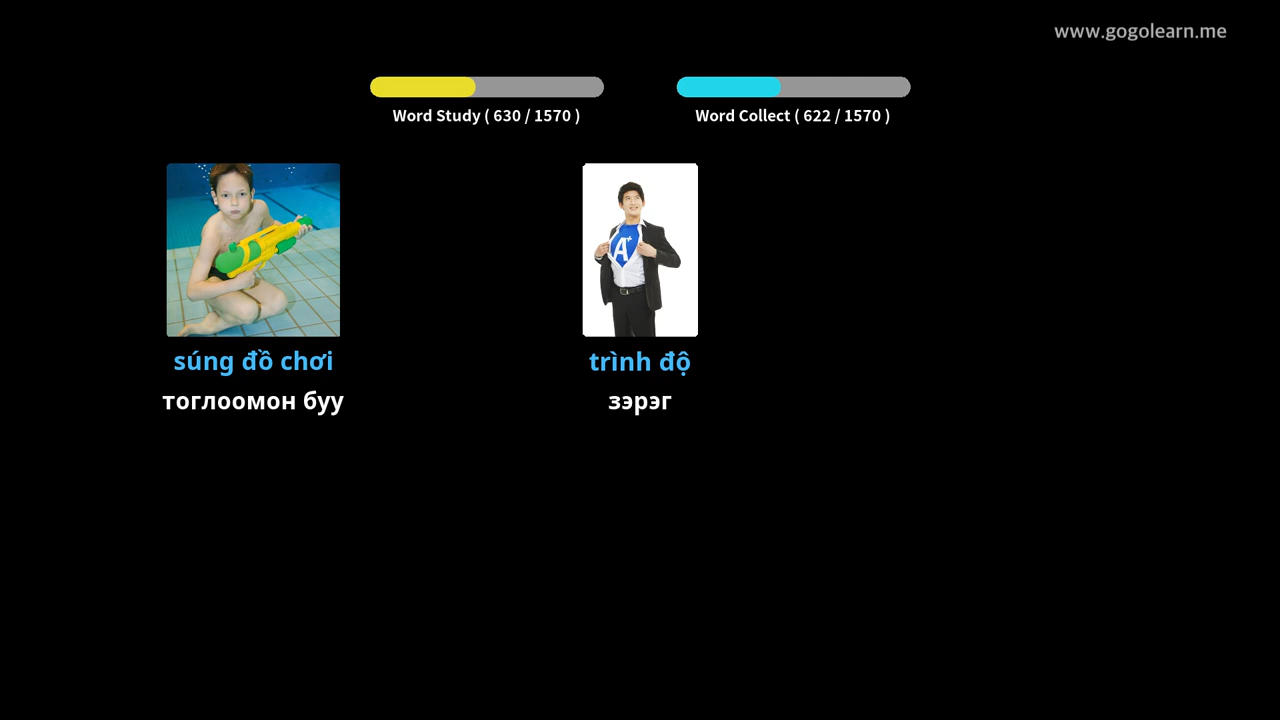 www.gogolearn.me
Word Study ( 630 / 1570 )
Word Collect ( 622 / 1570 )
A+
súng đồ chơi
trình độ
тоглоомон буу
зэрэг